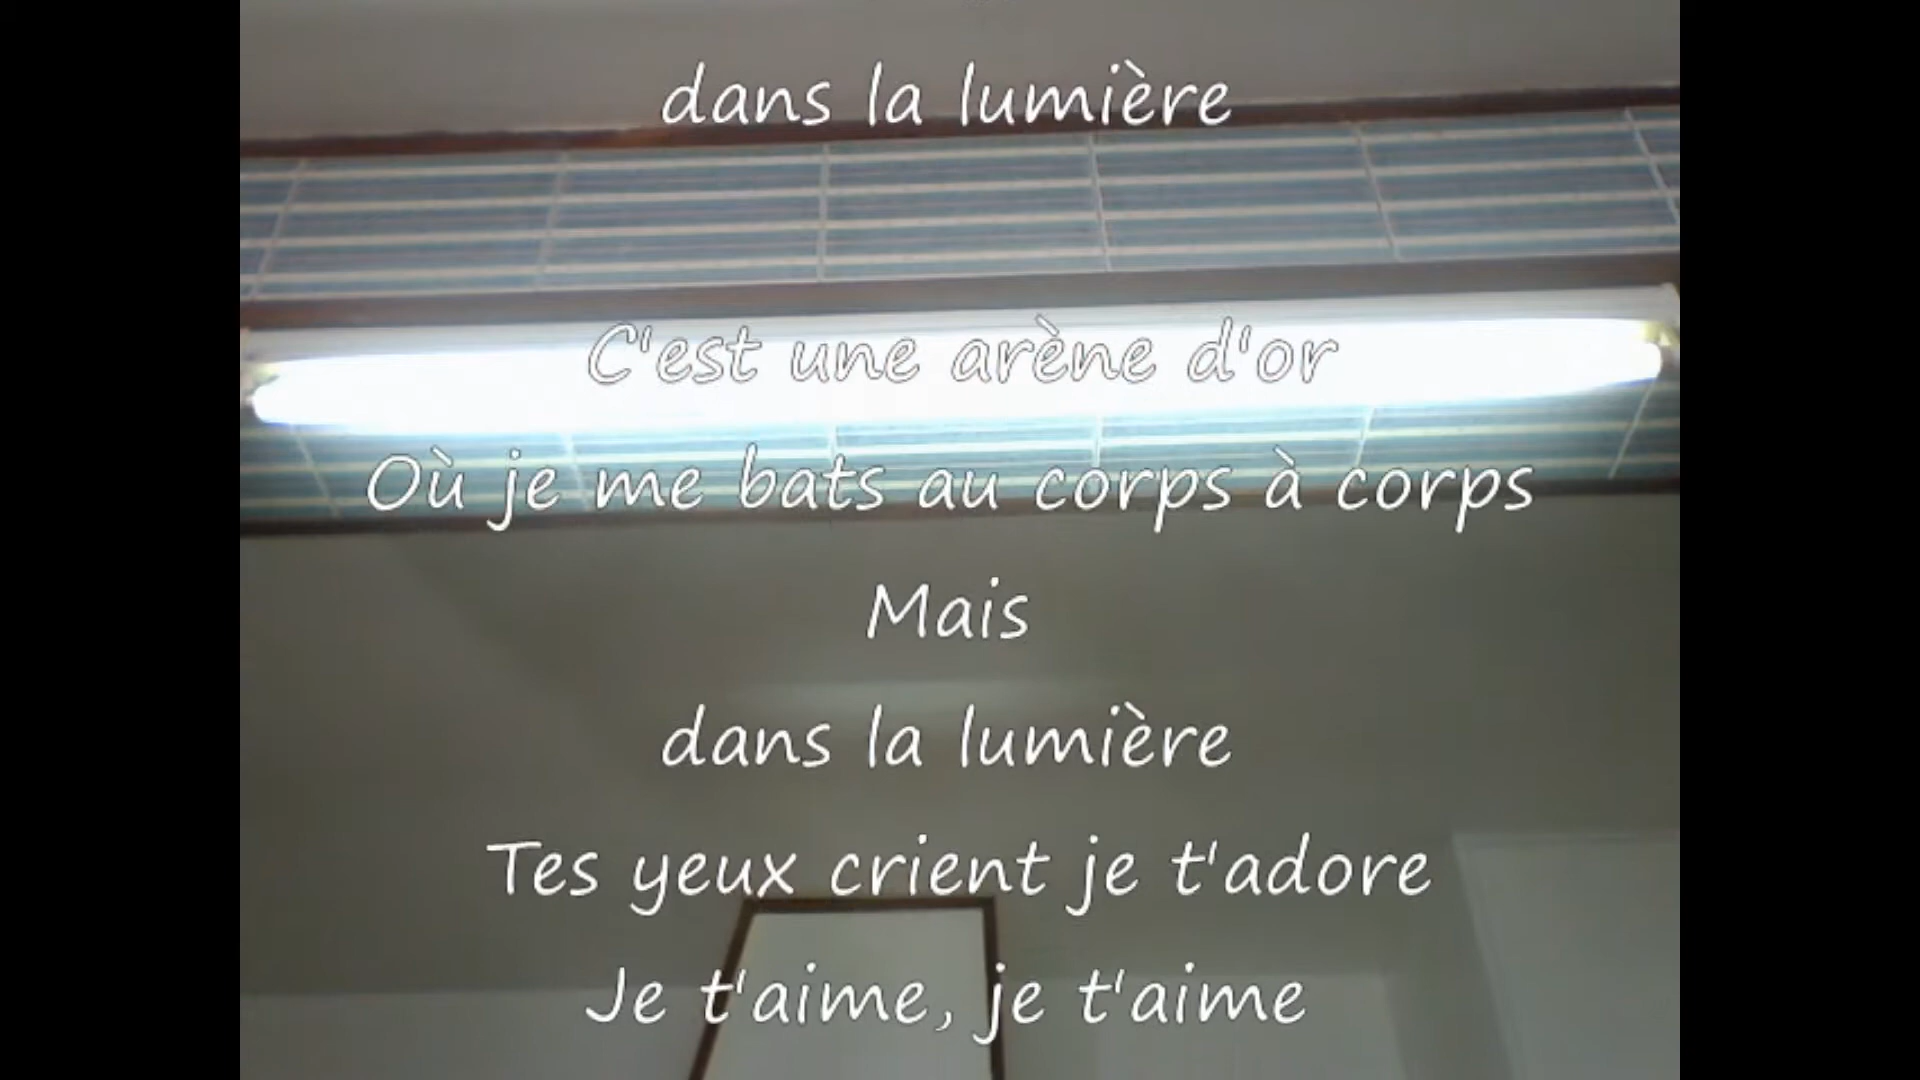 dans la lumière
C'est une arène d'or
Où je me bats au corps à corps
Mais
dans la lumière
Tes yeux crient je t'adore
Je t'aime, je t'aime